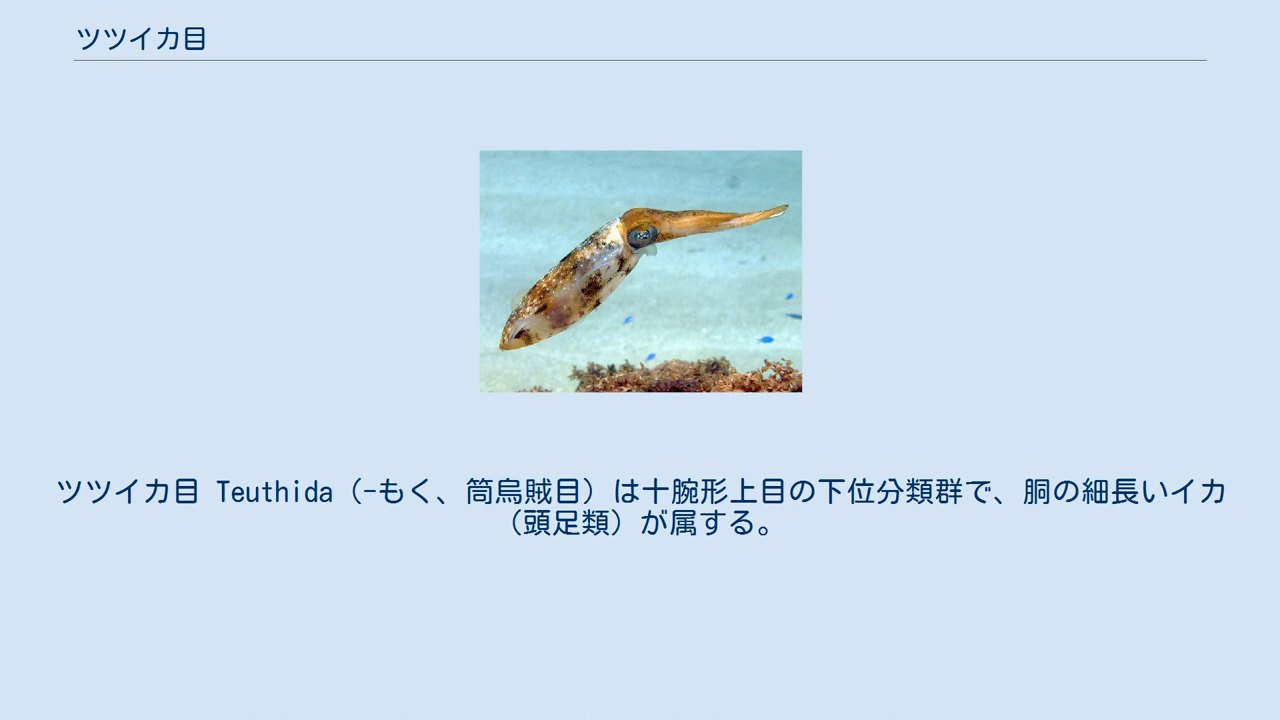 ツツイカ目
ツツイカ目 Teuthida（-もく、筒烏賊目）は十腕形上目の下位分類群で、胴の細長いイカ
（頭足類）が属する。